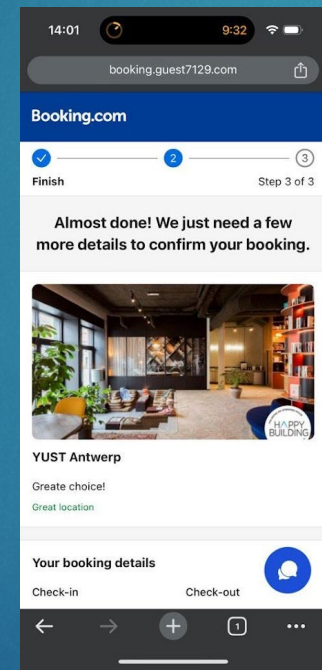 14:01
9:32
booking.guest7129.com
Booking.com
2
3
Finish
Step 3 of 3
Almost done! We just need a few
more details to confirm your booking.
HAPPY
BUILDING
YUST Antwerp
Greate choice!
Great location
Your booking details
Check-in
Check-out
1